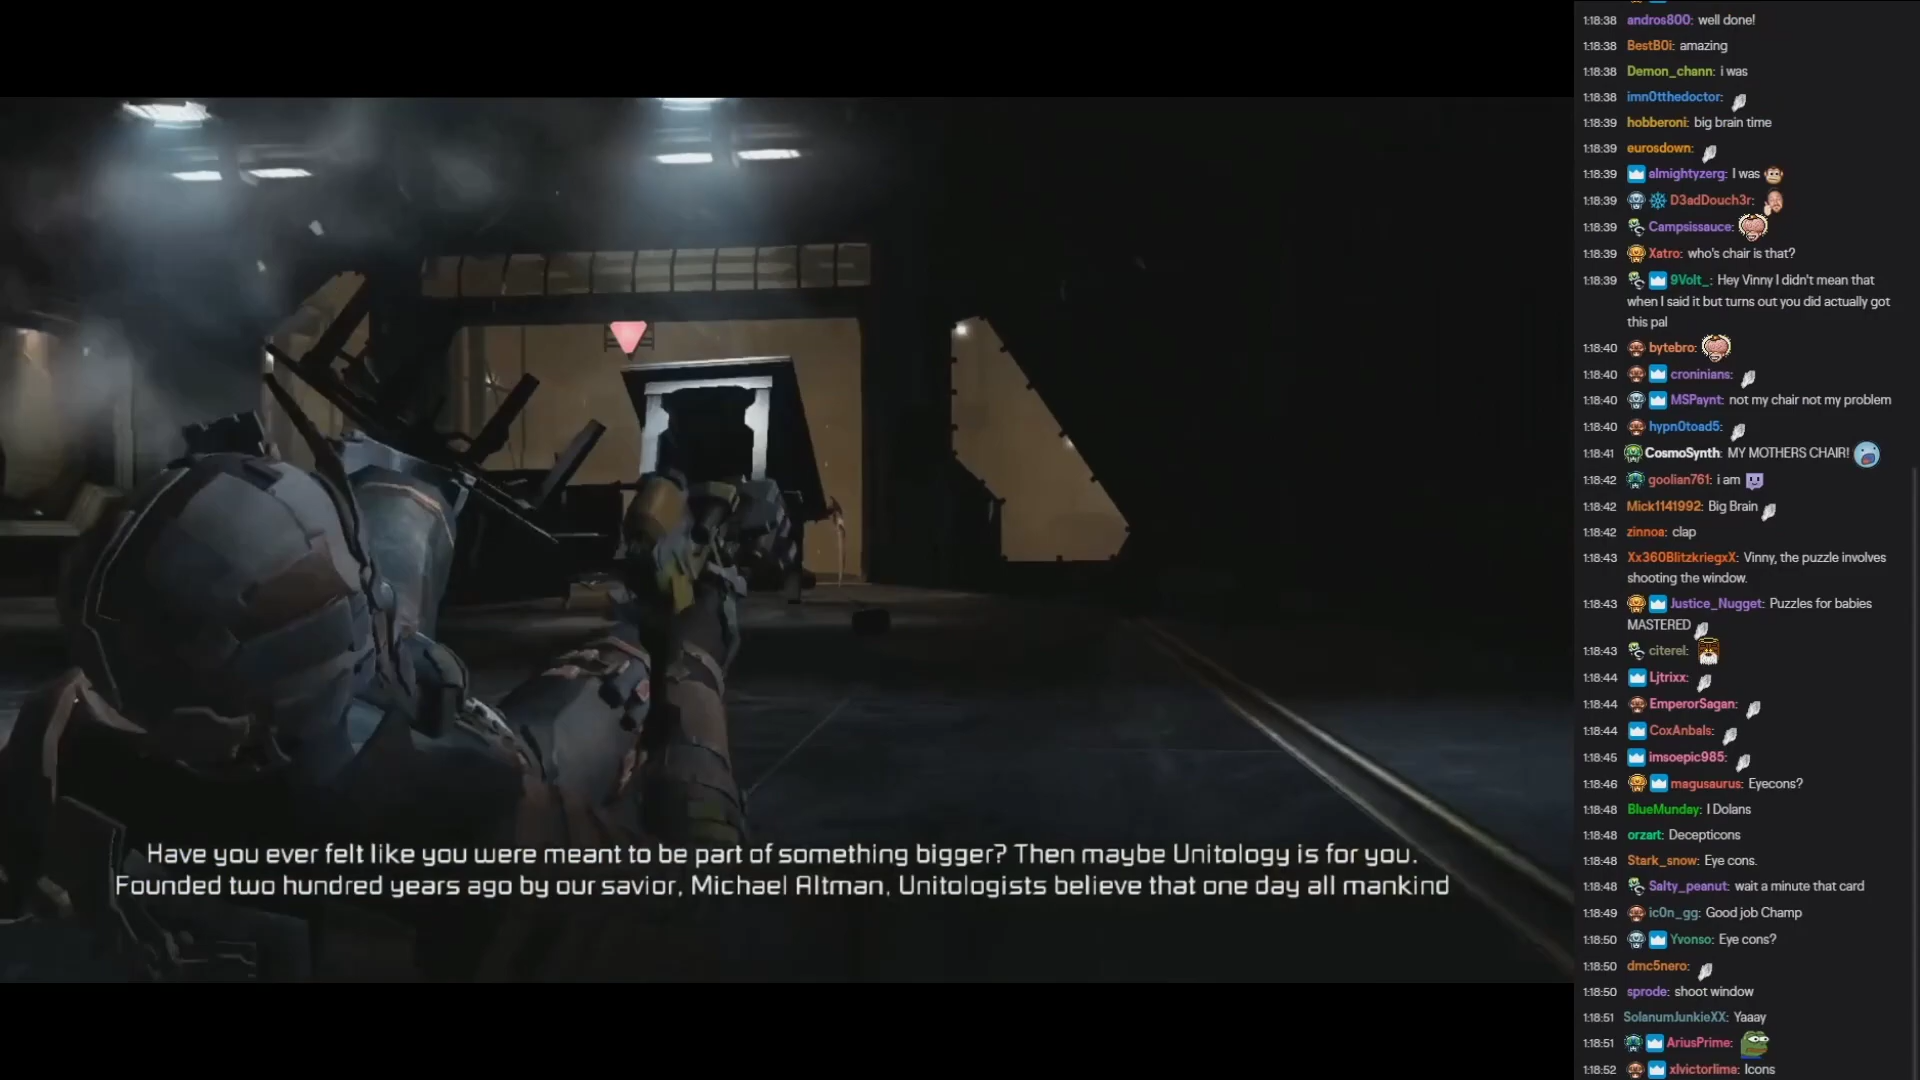 Have you ever felt like you were meant to be part of something bigger? Then maybe Unitology is for you.
Founded two hundred years ago by our savior, Michael Altman, Unitologists believe that one day all mankind
1:18:38 andros800: well done!
1:18:38 BestB0i: amazing
1:18:38 Demon_chann: i was
1:18:38 imn0tthedoctor:
1:18:39 hobberoni: big brain time
1:18:39 eurosdown:
1:18:39 almightyzerg: I was
1:18:39 D3adDouch3r:
1:18:39 Campsissauce:
1:18:39 Xatro: who's chair is that?
1:18:39 9Volt_: Hey Vinny I didn't mean that
when I said it but turns out you did actually got
this pal
1:18:40 bytebro:
1:18:40 croninians:
1:18:40 MSPaynt: not my chair not my problem
1:18:40 hypn0toad5:
1:18:41 CosmoSynth: MY MOTHERS CHAIR!
1:18:42 goolian761: i am
1:18:42 Mick1141992: Big Brain
1:18:42 zinnoa: clap
1:18:43 Xx360BlitzkriegxX: Vinny, the puzzle involves
shooting the window.
1:18:43 Justice_Nugget: Puzzles for babies
MASTERED
1:18:43 citerel:
1:18:44 Ljtrixx:
1:18:44 EmperorSagan:
1:18:44 CoxAnbals:
1:18:45 imsoepic985:
1:18:46 magusaurus: Eyecons?
1:18:48 BlueMunday: I Dolans
1:18:48 orzart: Decepticons
1:18:48 Stark_snow: Eye cons.
1:18:48 Salty_peanut: wait a minute that card
1:18:49 ic0n_gg: Good job Champ
1:18:50 Yvonso: Eye cons?
1:18:50 dmc5nero:
1:18:50 sprode: shoot window
1:18:51 SolanumJunkieXX: Yaaay
1:18:51 AriusPrime:
1:18:52 xlvictorlima: Icons